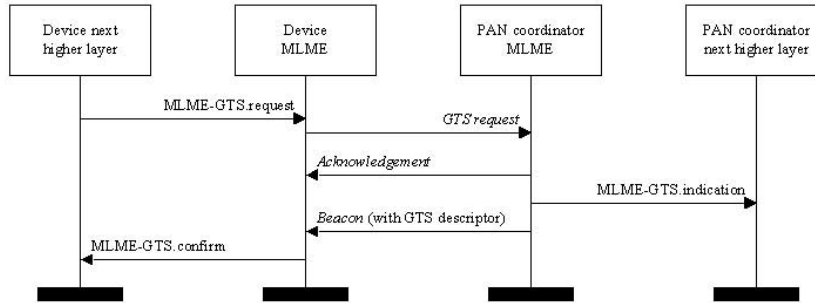 Device next
higher layer
Device
MLME
PAN coordinator
MLME
PAN coordinator
next higher layer
MLME-GTS.request
GTS request
Acknowledgement
MLME-GTS.indication
Beacon (with GTS descriptor)
MLME-GTS.confirm